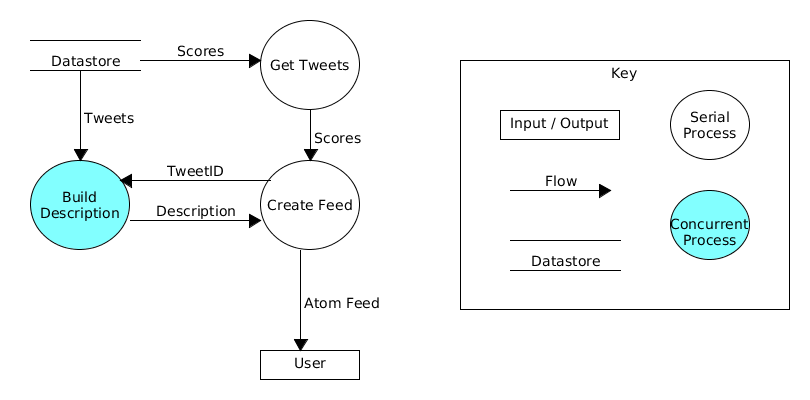 Scores
Datastore
Get Tweets
Tweets
Scores
TweetID
Build
Description
Description
Create Feed
Atom Feed
User
Key
Input / Output
Serial
Process
Flow
Concurrent
Process
Datastore